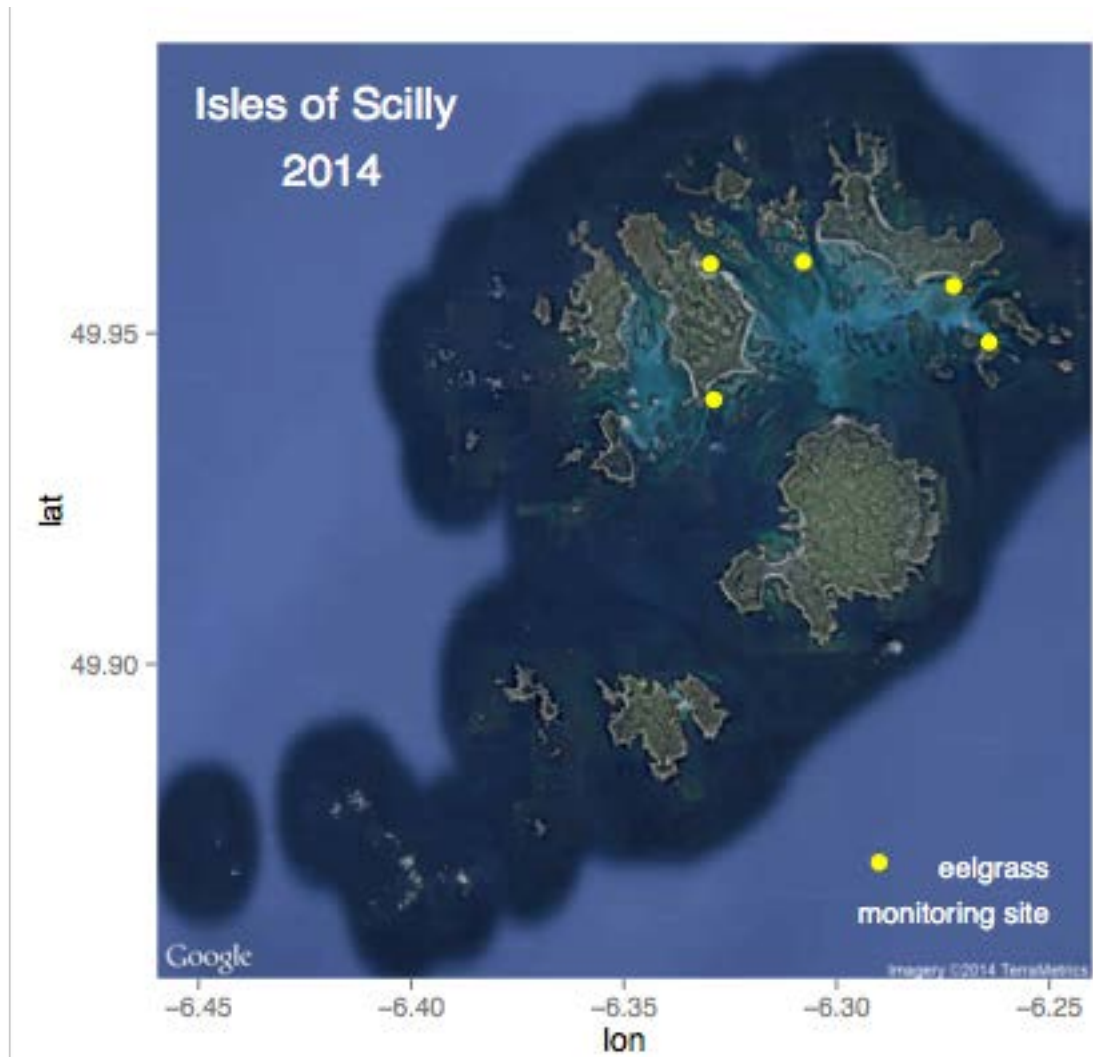 Isles of Scilly
2014
49.95
lat
49.90
eelgrass
monitoring site
Google
Imagery ©2014 TerraMetrics
−6.45 −6.40 −6.35 −6.30 −6.25
lon